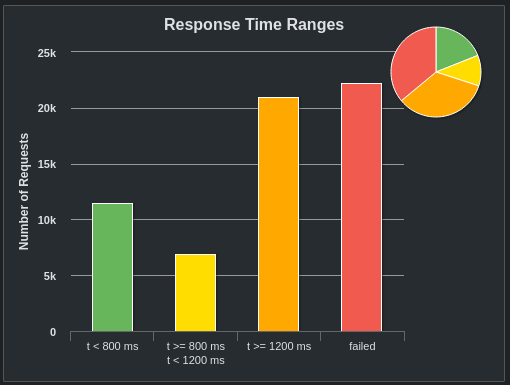 Response Time Ranges
25k
20k
15k
10k
5k
0
Number of Requests
t < 800 ms
t >= 800 ms
t < 1200 ms
t >= 1200 ms
failed